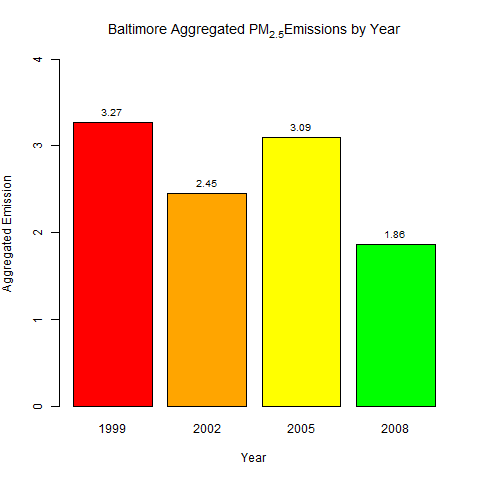 Baltimore Aggregated PM2.5Emissions by Year
4
3
2
1
0
Aggregated Emission
3.27
2.45
3.09
1.86
1999 2002 2005 2008
Year